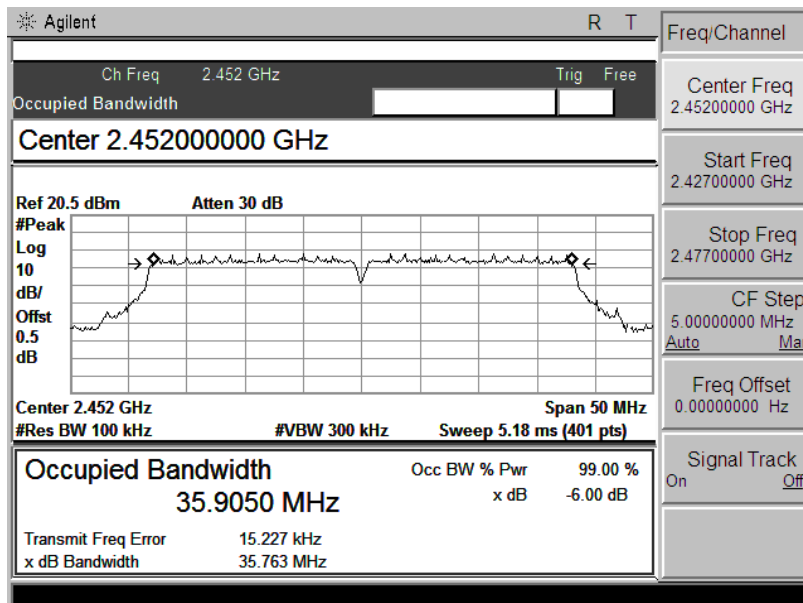 Agilent R T
Freq/Channel
Ch Freq 2.452 GHz Trig Free
Occupied Bandwidth
Center 2.452000000 GHz
Ref 20.5 dBm Atten 30 dB
#Peak
Log
10
dB/
Offst
0.5
dB
Center 2.452 GHz Span 50 MHz
#Res BW 100 kHz #VBW 300 kHz Sweep 5.18 ms (401 pts)
Occupied Bandwidth Occ BW % Pwr 99.00 %
35.9050 MHz x dB -6.00 dB
Transmit Freq Error 15.227 kHz
x dB Bandwidth 35.763 MHz
Center Freq
2.45200000 GHz
Start Freq
2.42700000 GHz
Stop Freq
2.47700000 GHz
CF Step
5.00000000 MHz
Auto Ma
Freq Offset
0.00000000 Hz
Signal Track
On Off